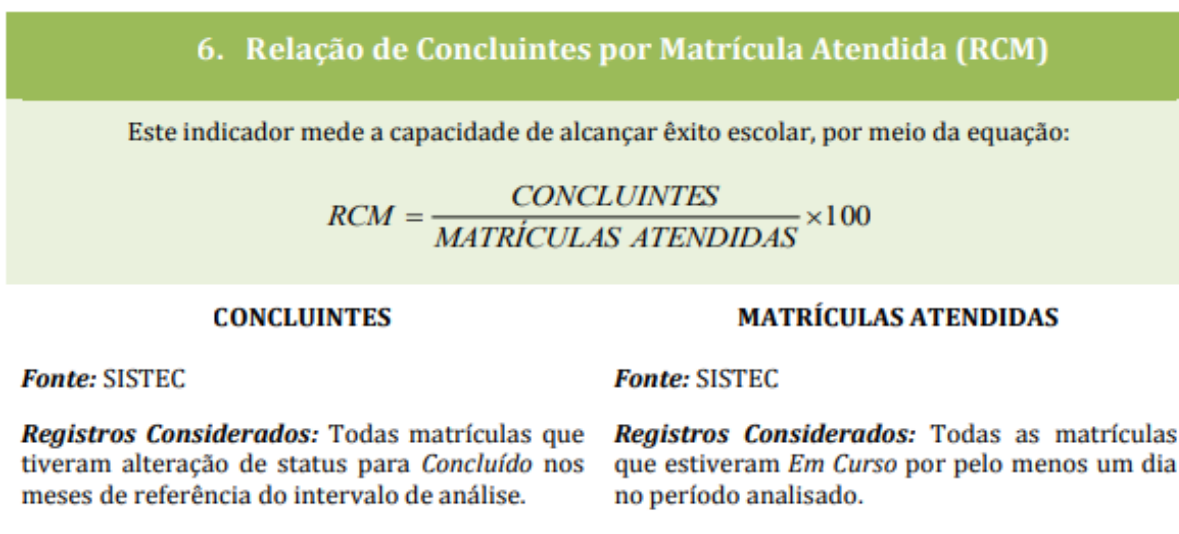 6. Relação de Concluintes por Matrícula Atendida (RCM)
Este indicador mede a capacidade de alcançar êxito escolar, por meio da equação:
RCM = CONCLUINTES / MATRÍCULAS ATENDIDAS ×100
CONCLUINTES
Fonte: SISTEC
Registros Considerados: Todas matrículas que
tiveram alteração de status para Concluído nos
meses de referência do intervalo de análise.
MATRÍCULAS ATENDIDAS
Fonte: SISTEC
Registros Considerados: Todas as matrículas
que estiveram Em Curso por pelo menos um dia
no período analisado.